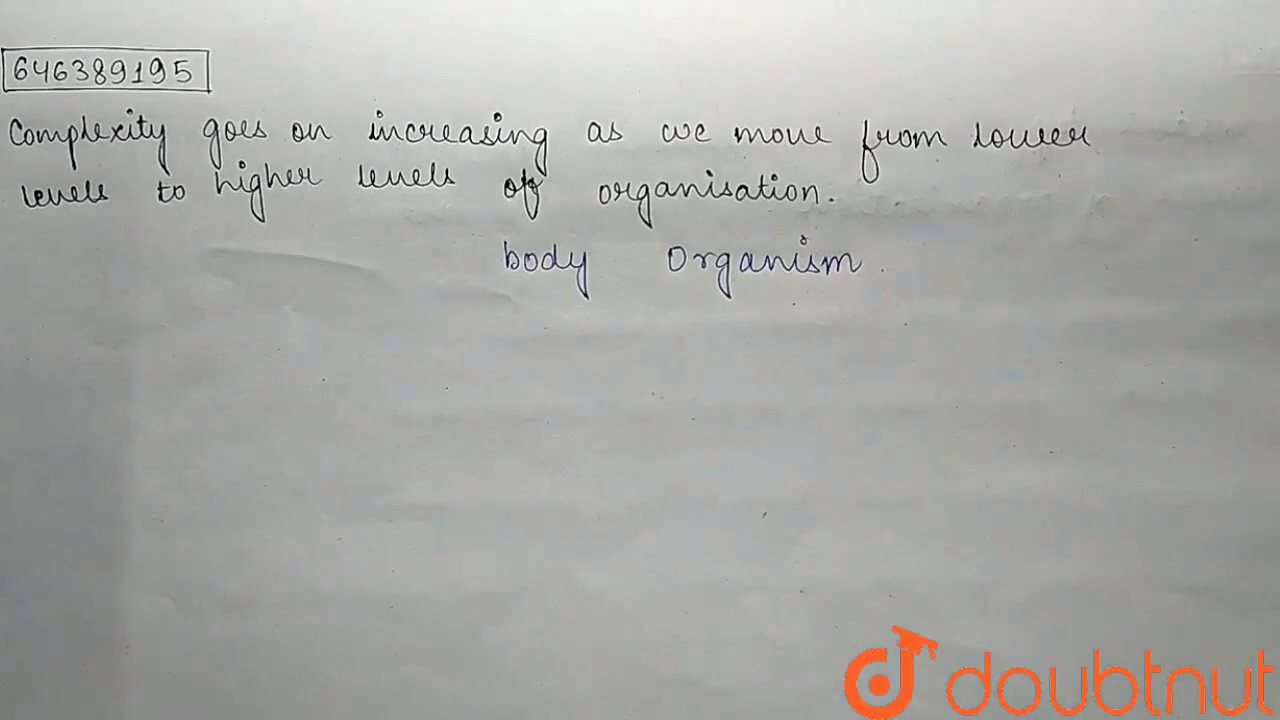 646389195
Complexity goes on increasing as we move from lower
levels to higher levels of organisation.
body organism
doubtnut